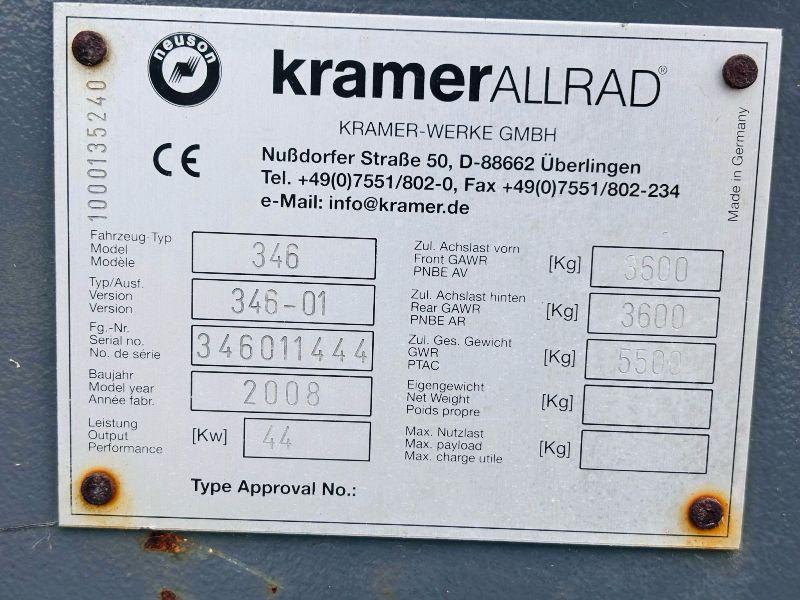 neuson
kramerALLRAD®
KRAMER-WERKE GMBH
Nußdorfer Straße 50, D-88662 Überlingen
Tel. +49(0)7551/802-0, Fax +49(0)7551/802-234
e-Mail: info@kramer.de
CE
1000135240
Made in Germany
Fahrzeug-Typ
Model
Modèle
346
Typ/Ausf.
Version
Version
346-01
Fg.-Nr.
Serial no.
No. de série
346011444
Baujahr
Model year
Année fabr.
2008
Leistung
Output
Performance
[Kw] 44
Zul. Achslast vorn
Front GAWR
PNBE AV
[Kg] 3600
Zul. Achslast hinten
Rear GAWR
PNBE AR
[Kg] 3600
Zul. Ges. Gewicht
GWR
PTAC
[Kg] 5500
Eigengewicht
Net Weight
Poids propre
[Kg]
Max. Nutzlast
Max. payload
Max. charge utile
[Kg]
Type Approval No.: